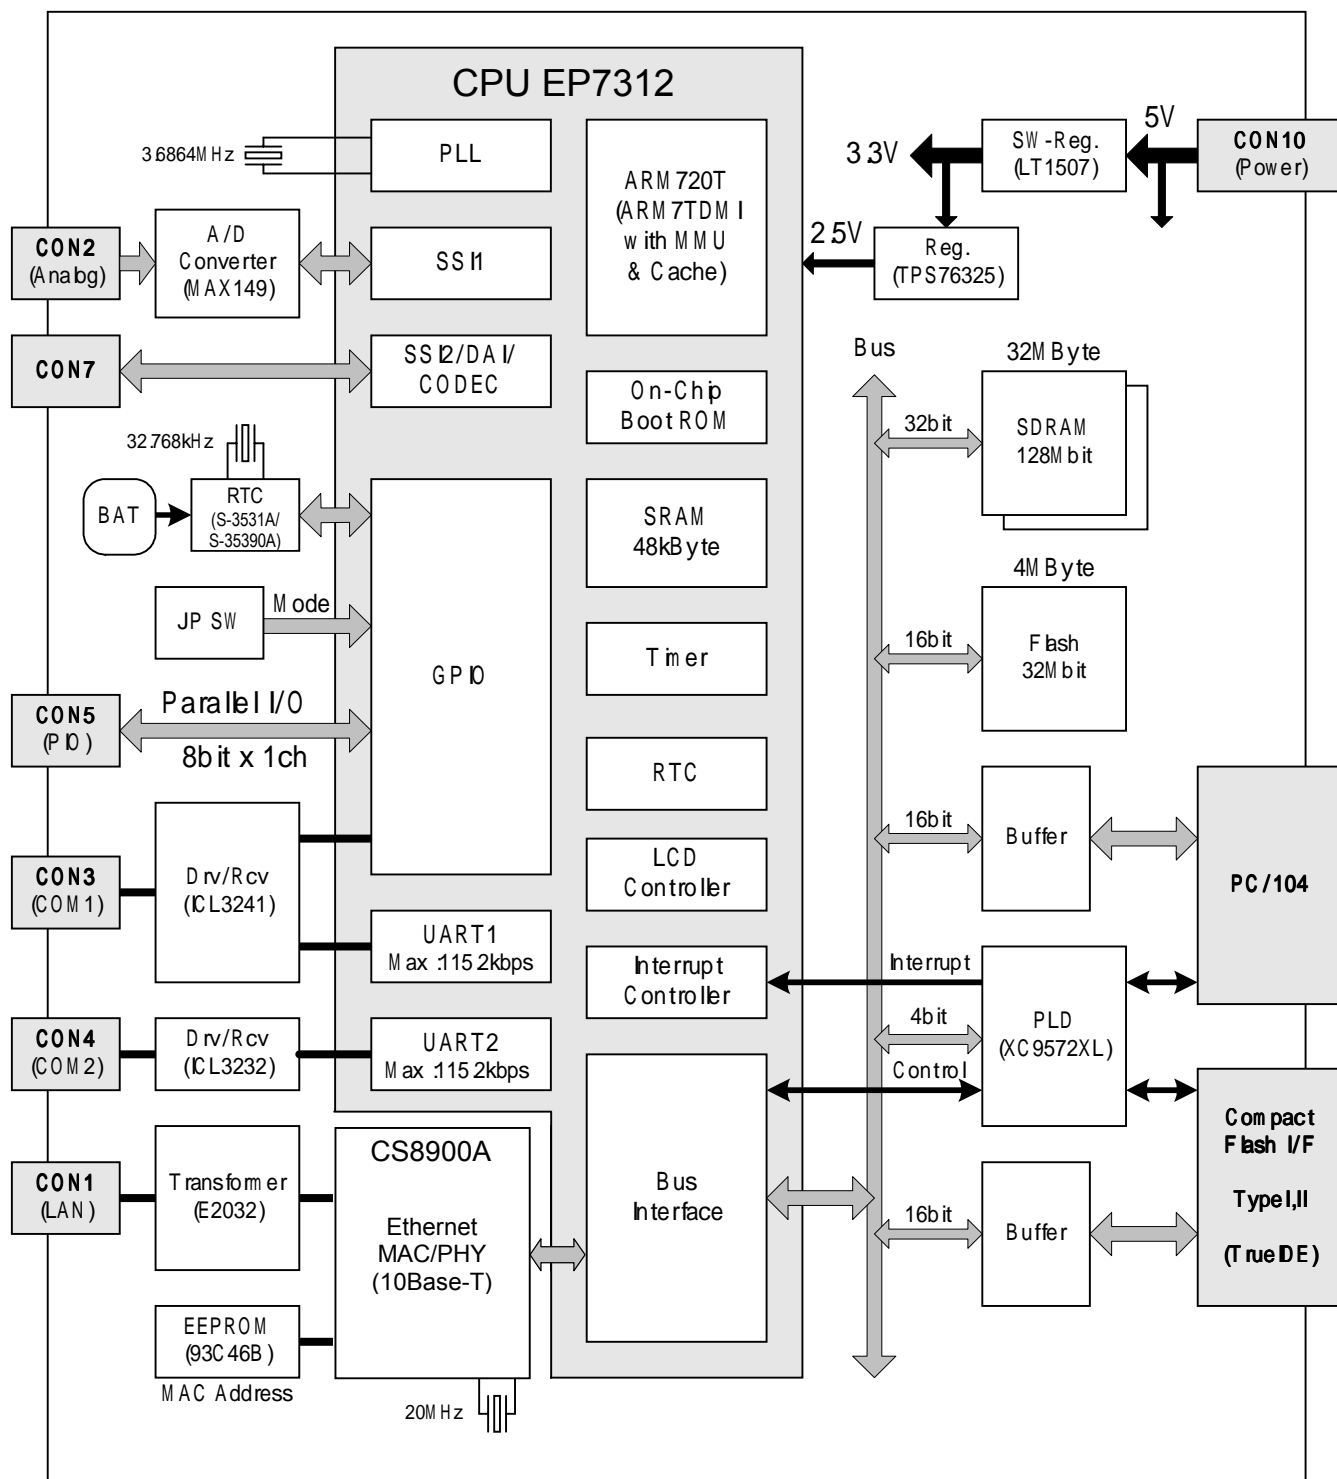 CPU EP7312
3.6864MHz
PLL
ARM720T
(ARM7TDMI
with MMU
& Cache)
3.3V
SW-Reg.
(LT1507)
5V
CON10
(Power)
CON2
(Analog)
A/D
Converter
(MAX149)
SSI1
2.5V
Reg.
(TPS76325)
CON7
SSI2/DAI/
CODEC
On-Chip
Boot ROM
Bus
32MByte
32bit
SDRAM
128Mbit
32.768kHz
BAT
RTC
(S-3531A/
S-35390A)
SRAM
48kByte
4MByte
JP SW
Mode
GPIO
Timer
16bit
Flash
32Mbit
CON5
(PIO)
Parallel I/O
8bit x 1ch
RTC
16bit
Buffer
PC/104
CON3
(COM1)
Drv/Rcv
(ICL3241)
LCD
Controller
UART1
Max :115.2kbps
Interrupt
Controller
Interrupt
4bit
Control
PLD
(XC9572XL)
CON4
(COM2)
Drv/Rcv
(ICL3232)
UART2
Max :115.2kbps
Compact
Flash I/F
Type I,II
(True IDE)
CON1
(LAN)
Transformer
(E2032)
CS8900A
Ethernet
MAC/PHY
(10Base-T)
Bus
Interface
16bit
Buffer
EEPROM
(93C46B)
MAC Address
20MHz